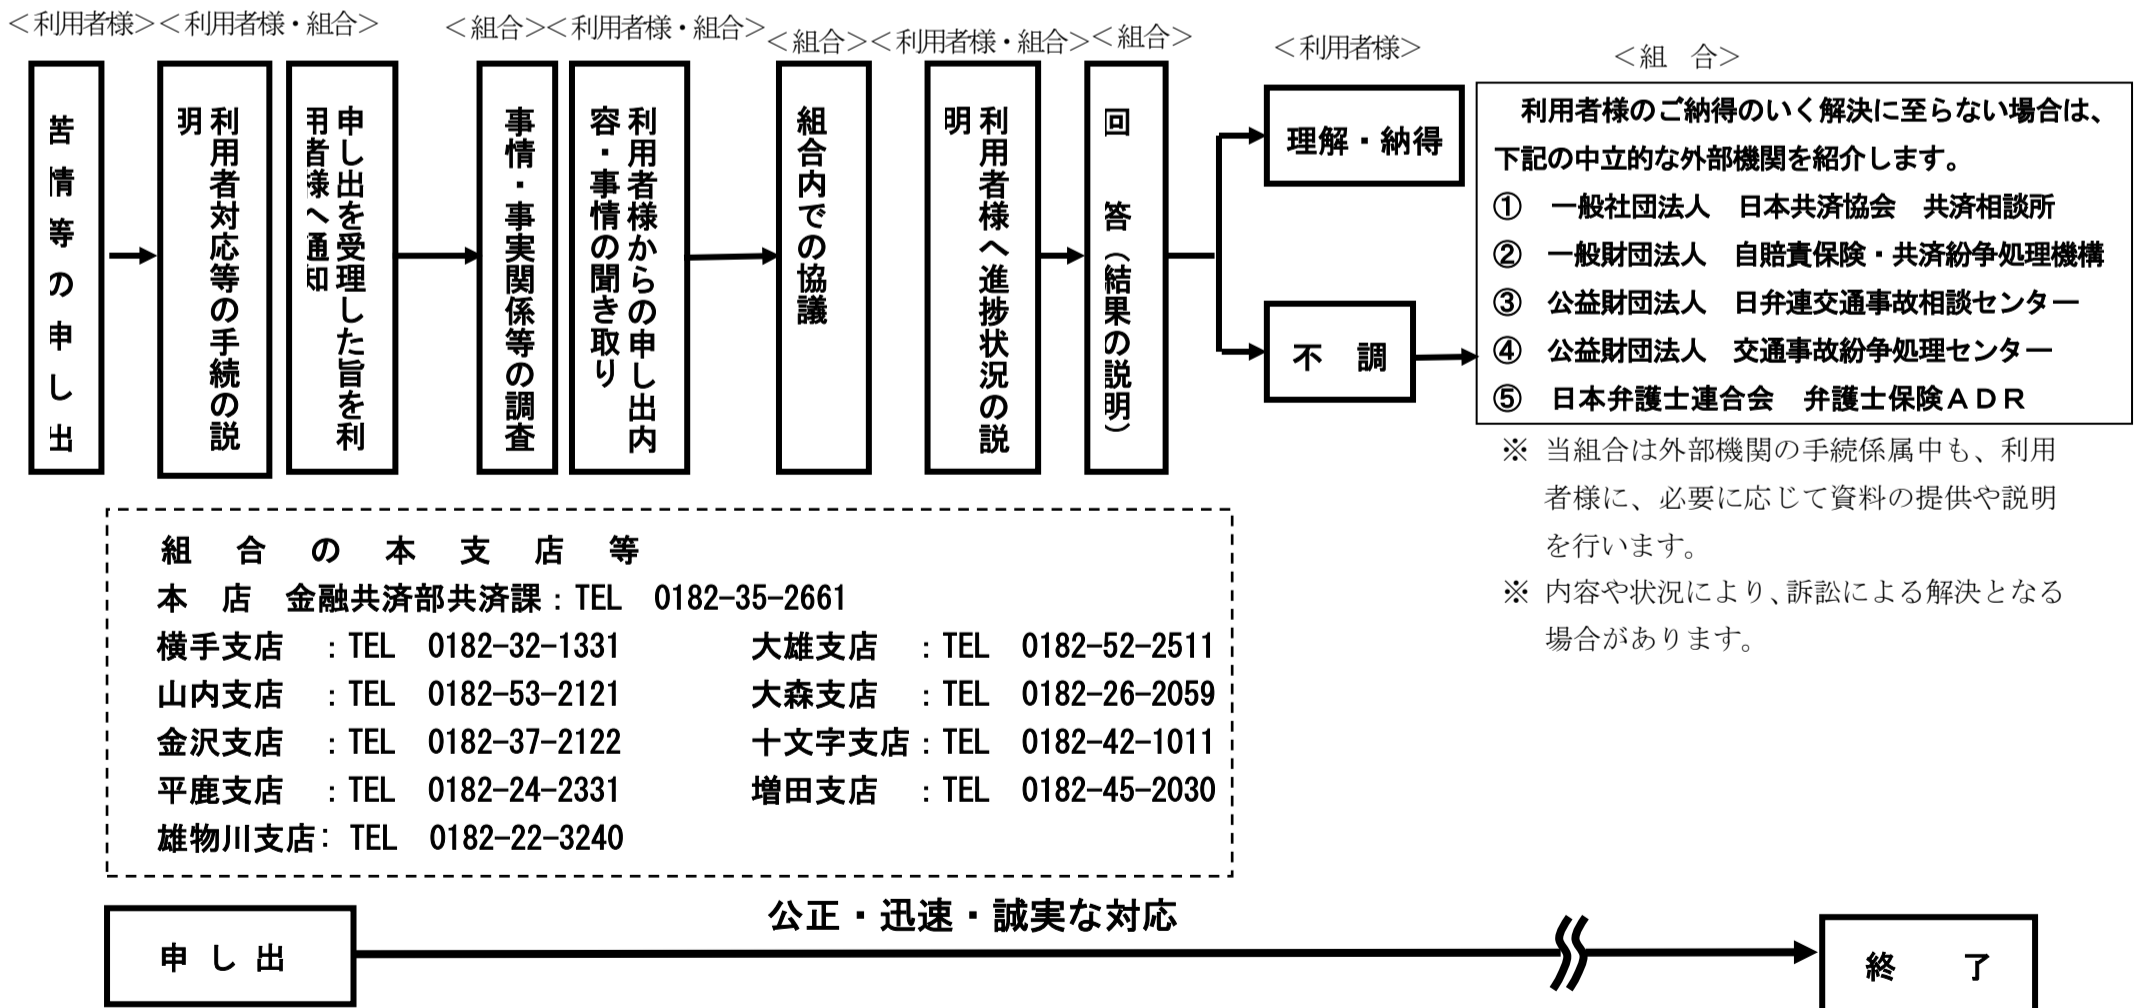 ＜利用者様＞＜利用者様・組合＞
＜組合＞＜利用者様・組合＞
＜組合＞＜利用者様・組合＞＜組合＞
＜利用者様＞
＜組　合＞
苦情等の申し出
利用者対応等の手続の説
明
申し出を受理した旨を利
用者様へ通知
事情・事実関係等の調査
利用者様からの申し出内
容・事情の聞き取り
組合内での協議
利用者様へ進捗状況の説
明
回　答（結果の説明）
理解・納得
不　調
利用者様のご納得のいく解決に至らない場合は、
下記の中立的な外部機関を紹介します。
①　一般社団法人　日本共済協会　共済相談所
②　一般財団法人　自賠責保険・共済紛争処理機構
③　公益財団法人　日弁連交通事故相談センター
④　公益財団法人　交通事故紛争処理センター
⑤　日本弁護士連合会　弁護士保険ＡＤＲ
※ 当組合は外部機関の手続係属中も、利用
者様に、必要に応じて資料の提供や説明
を行います。
※ 内容や状況により、訴訟による解決となる
場合があります。
組　合　の　本　支　店　等
本　店　金融共済部共済課：TEL　0182-35-2661
横手支店　：TEL　0182-32-1331　大雄支店　：TEL　0182-52-2511
山内支店　：TEL　0182-53-2121　大森支店　：TEL　0182-26-2059
金沢支店　：TEL　0182-37-2122　十文字支店：TEL　0182-42-1011
平鹿支店　：TEL　0182-24-2331　増田支店　：TEL　0182-45-2030
雄物川支店：TEL　0182-22-3240
公正・迅速・誠実な対応
申 し 出
終　了